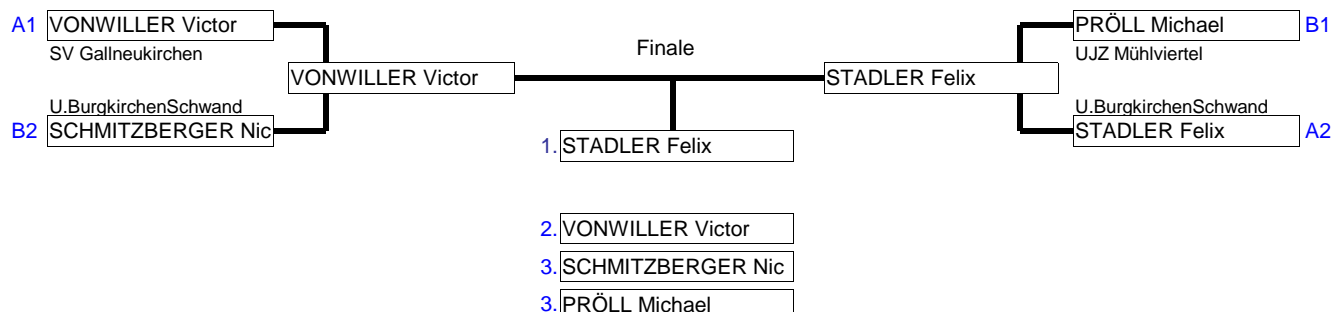 A1 VONWILLER Victor
SV Gallneukirchen
VONWILLER Victor
U.BurgkirchenSchwand
B2 SCHMITZBERGER Nic
Finale
PRÖLL Michael B1
UJZ Mühlviertel
STADLER Felix
U.BurgkirchenSchwand
STADLER Felix A2
1. STADLER Felix
2. VONWILLER Victor
3. SCHMITZBERGER Nic
3. PRÖLL Michael